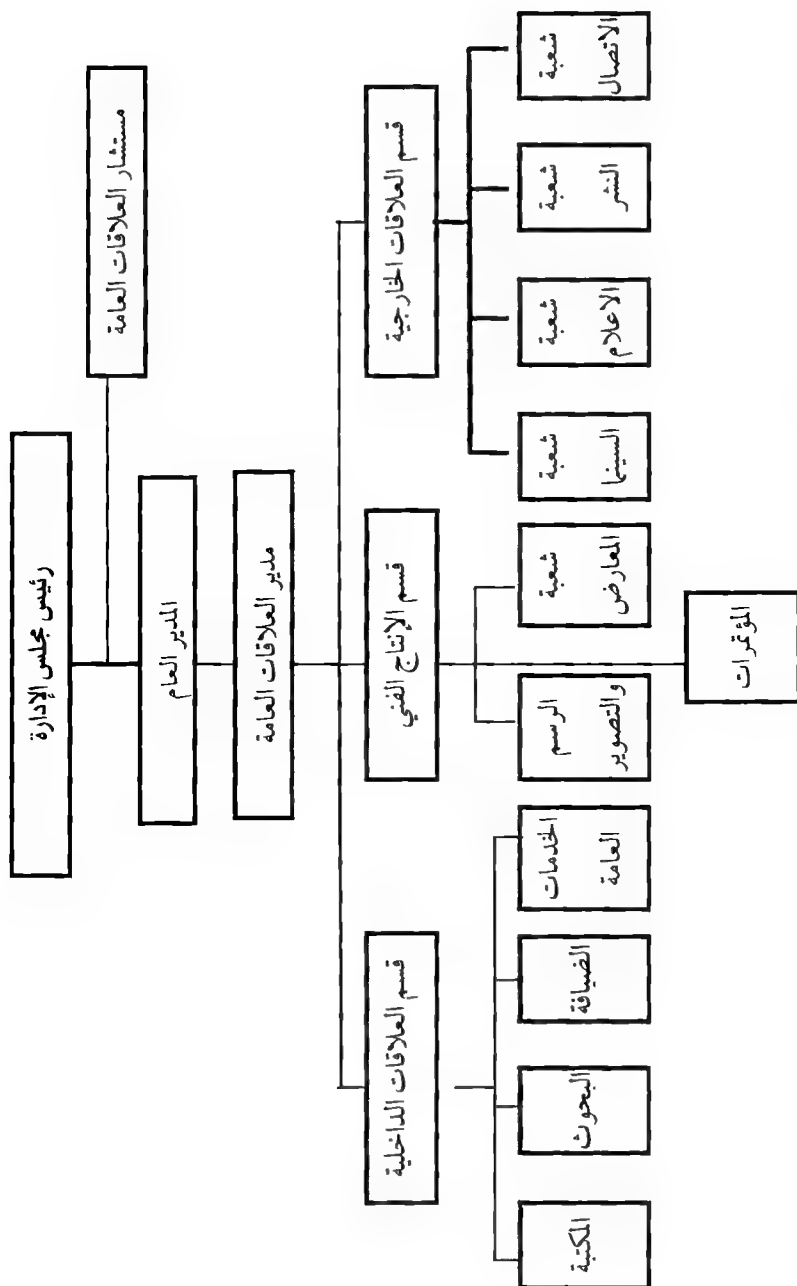 رئيس مجلس الإدارة
مستشار العلاقات العامة
المدير العام
مدير العلاقات العامة
قسم العلاقات الخارجية
قسم الإنتاج الفني
قسم العلاقات الداخلية
شعبة
الاتصال
شعبة
النشر
شعبة
الاعلام
شعبة
السينما
شعبة
المعارض
الرسم
والتصوير
الخدمات
العامة
الضيافة
البحوث
المكتبة
المؤتمرات